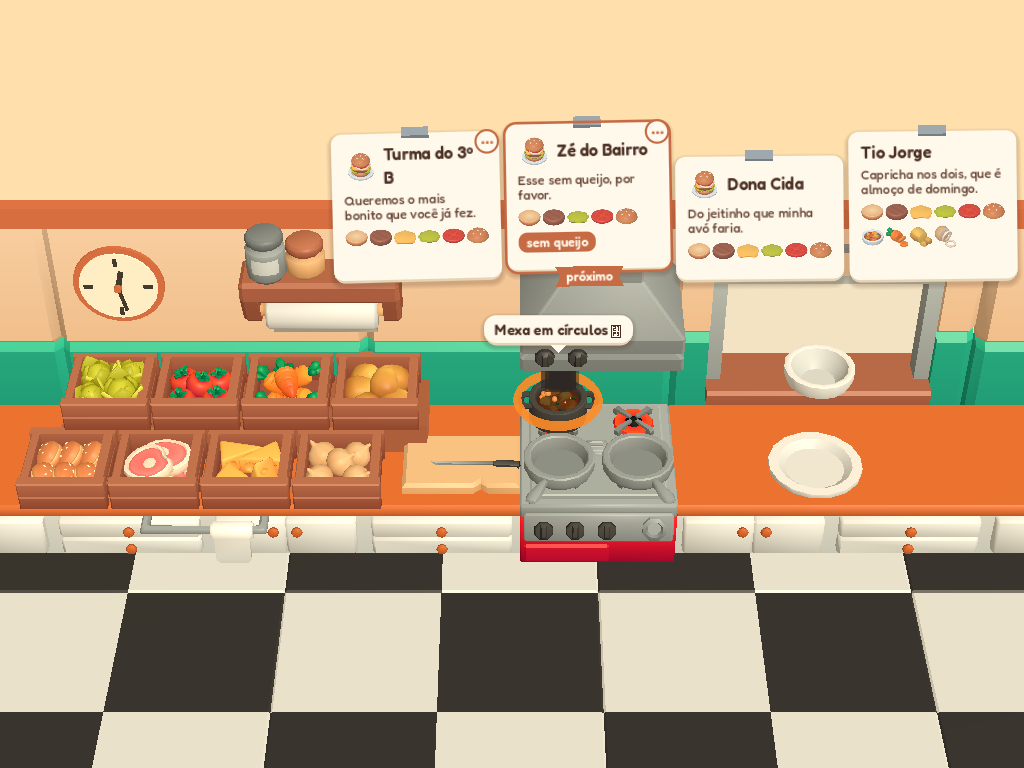 Turma do 3º
B
Queremos o mais
bonito que você já fez.
Zé do Bairro
Esse sem queijo, por
favor.
sem queijo
próximo
Dona Cida
Do jeitinho que minha
avó faria.
Tio Jorge
Capricha nos dois, que é
almoço de domingo.
Mexa em círculos